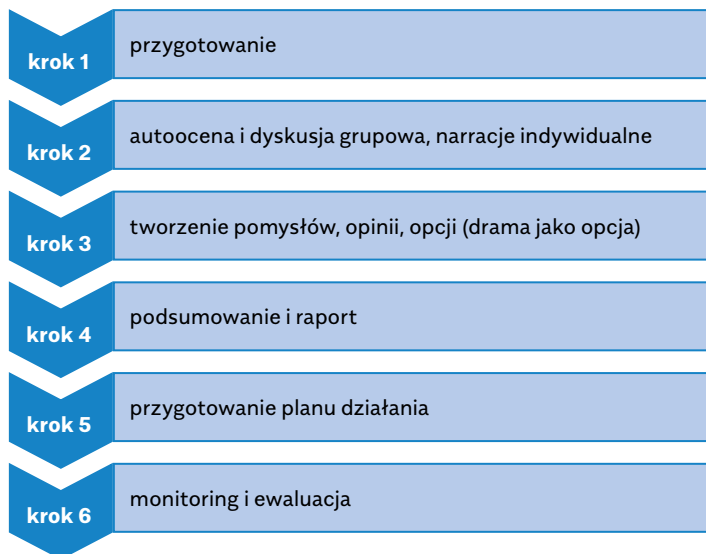 krok 1
przygotowanie
krok 2
autoocena i dyskusja grupowa, narracje indywidualne
krok 3
tworzenie pomysłów, opinii, opcji (drama jako opcja)
krok 4
podsumowanie i raport
krok 5
przygotowanie planu działania
krok 6
monitoring i ewaluacja